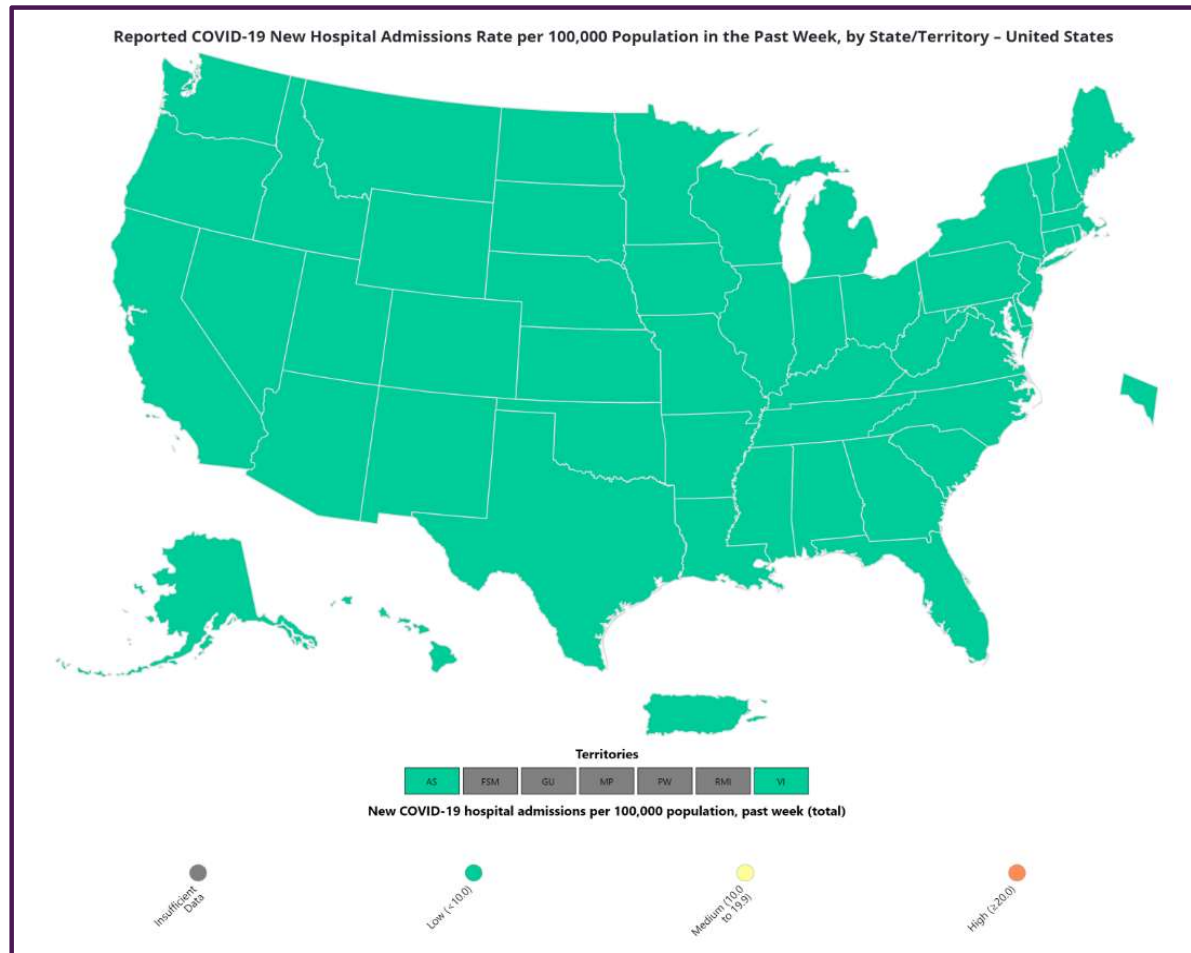 Reported COVID-19 New Hospital Admissions Rate per 100,000 Population in the Past Week, by State/Territory – United States
Territories
AS FSM GU MP PW RMI VI
New COVID-19 hospital admissions per 100,000 population, past week (total)
Insufficient
Data
Low (<10.0)
Medium (10.0
to 19.9)
High (≥20.0)